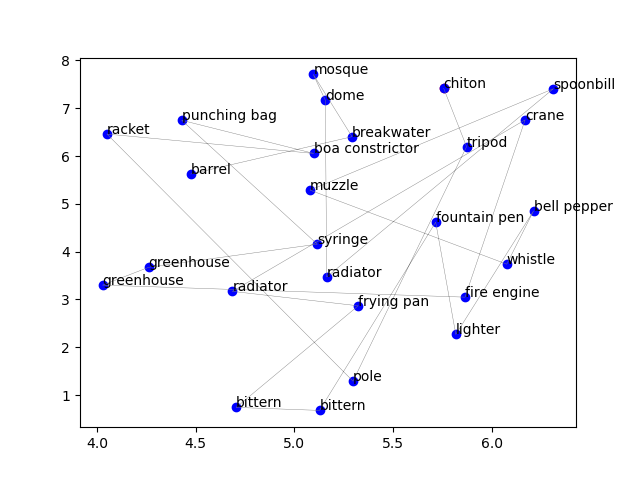 8
mosque
chiton
spoonbill
dome
7
punching bag
crane
racket
breakwater
tripod
boa constrictor
6
barrel
muzzle
5
bell pepper
fountain pen
syringe
4
greenhouse
whistle
radiator
greenhouse
radiator
fire engine
3
frying pan
lighter
2
pole
1
bittern
bittern
4.0 4.5 5.0 5.5 6.0